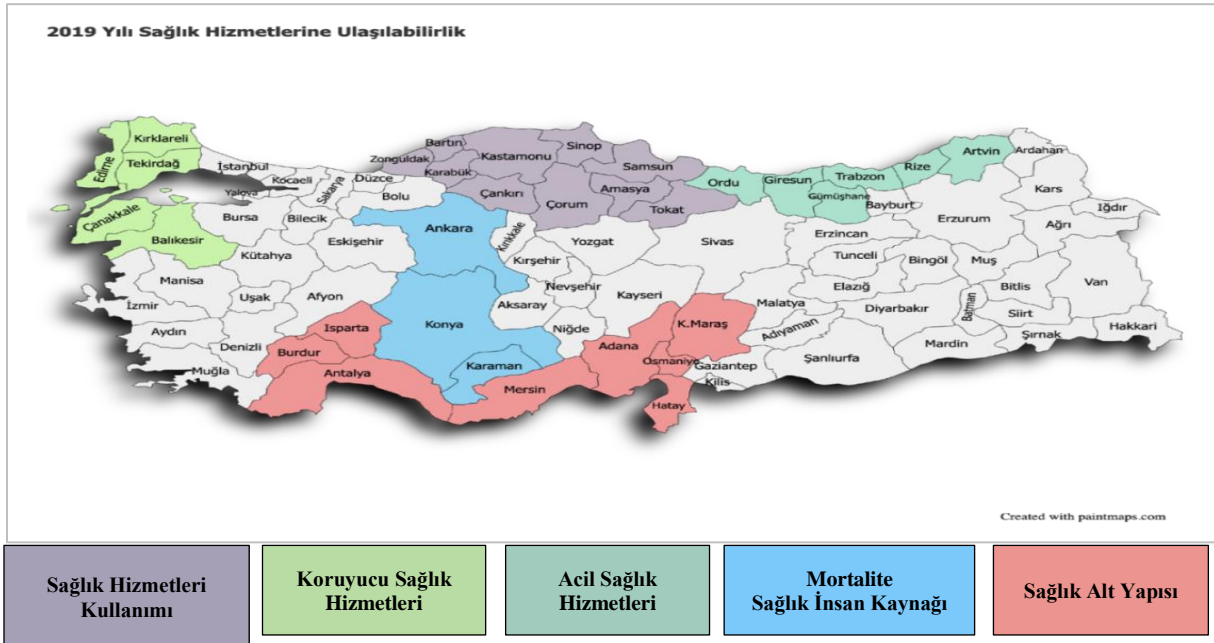 2019 Yılı Sağlık Hizmetlerine Ulaşılabilirlik
Kırklareli
Edirne
Tekirdağ
İstanbul
Kocaeli
Yalova
Sakarya
Düzce
Zonguldak
Bartın
Karabük
Kastamonu
Sinop
Samsun
Çankırı
Çorum
Amasya
Tokat
Ordu
Giresun
Trabzon
Rize
Artvin
Ardahan
Gümüşhane
Bayburt
Kars
Iğdır
Çanakkale
Balıkesir
Bursa
Bilecik
Bolu
Ankara
Kırıkkale
Yozgat
Sivas
Erzincan
Erzurum
Ağrı
Eskişehir
Kütahya
Kırşehir
Tunceli
Bingöl
Muş
Manisa
Uşak
Afyon
Nevşehir
Kayseri
Malatya
Elazığ
Bitlis
Van
İzmir
Aksaray
Konya
Niğde
Diyarbakır
Batman
Siirt
Aydın
Denizli
Isparta
Burdur
Adana
K.Maraş
Adıyaman
Mardin
Şırnak
Hakkari
Muğla
Antalya
Karaman
Mersin
Osmaniye
Gaziantep
Şanlıurfa
Kilis
Hatay
Created with paintmaps.com
Sağlık Hizmetleri
Kullanımı
Koruyucu Sağlık
Hizmetleri
Acil Sağlık
Hizmetleri
Mortalite
Sağlık İnsan Kaynağı
Sağlık Alt Yapısı